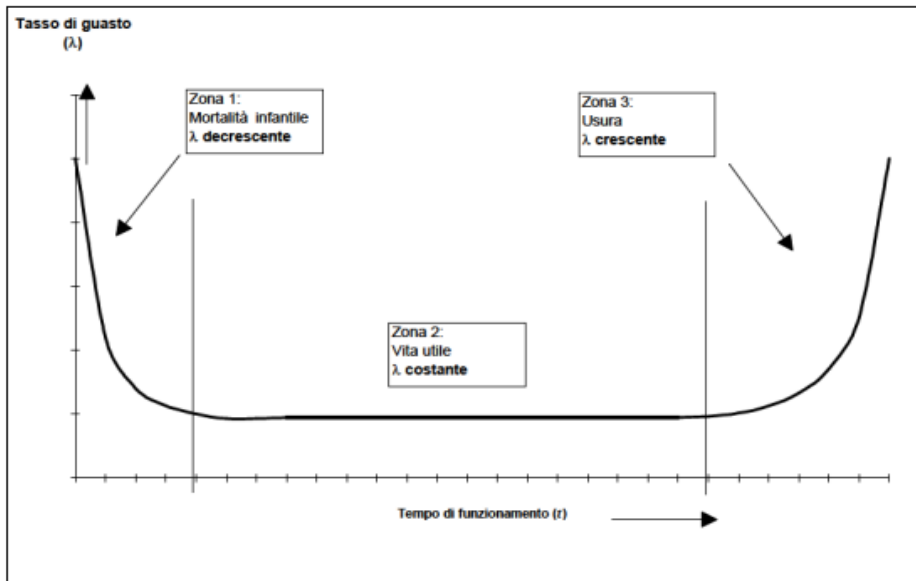 Tasso di guasto
(λ)
Zona 1:
Mortalità infantile
λ decrescente
Zona 3:
Usura
λ crescente
Zona 2:
Vita utile
λ costante
Tempo di funzionamento (t)